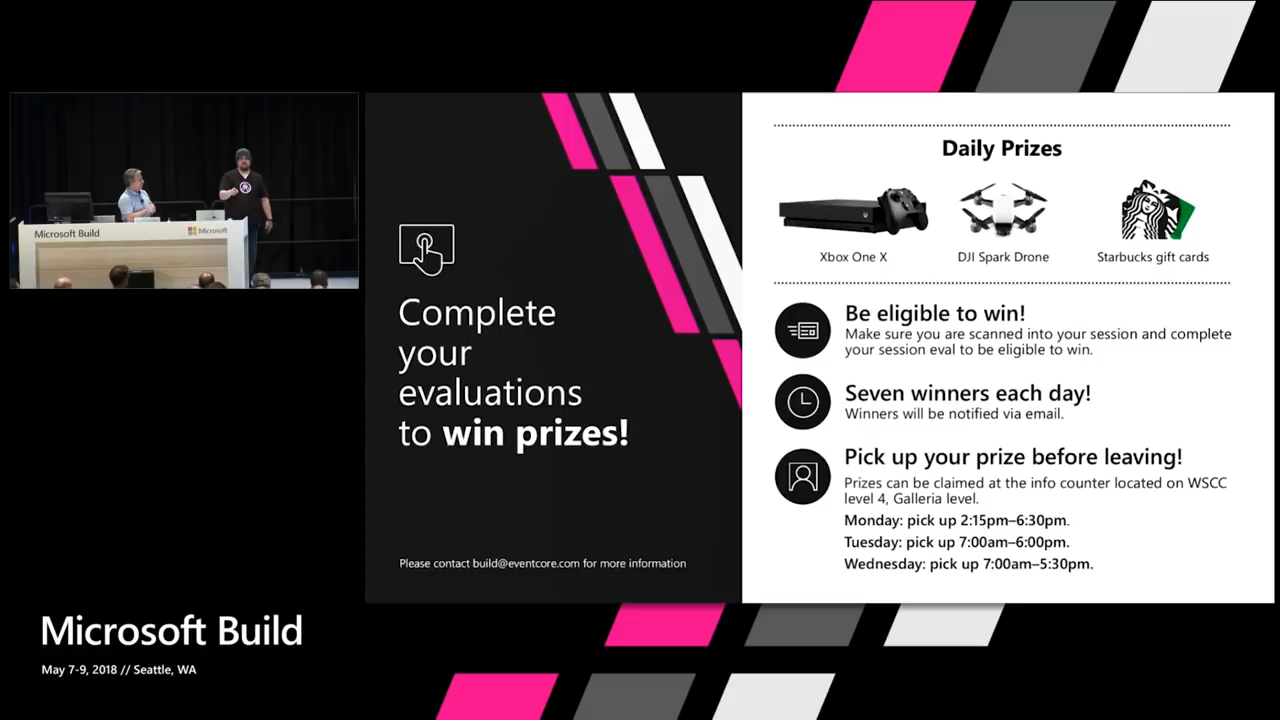 Microsoft Build
Microsoft
Complete
your
evaluations
to win prizes!
Please contact build@eventcore.com for more information
Daily Prizes
Xbox One X
DJI Spark Drone
Starbucks gift cards
Be eligible to win!
Make sure you are scanned into your session and complete
your session eval to be eligible to win.
Seven winners each day!
Winners will be notified via email.
Pick up your prize before leaving!
Prizes can be claimed at the info counter located on WSCC
level 4, Galleria level.
Monday: pick up 2:15pm–6:30pm.
Tuesday: pick up 7:00am–6:00pm.
Wednesday: pick up 7:00am–5:30pm.
Microsoft Build
May 7-9, 2018 // Seattle, WA